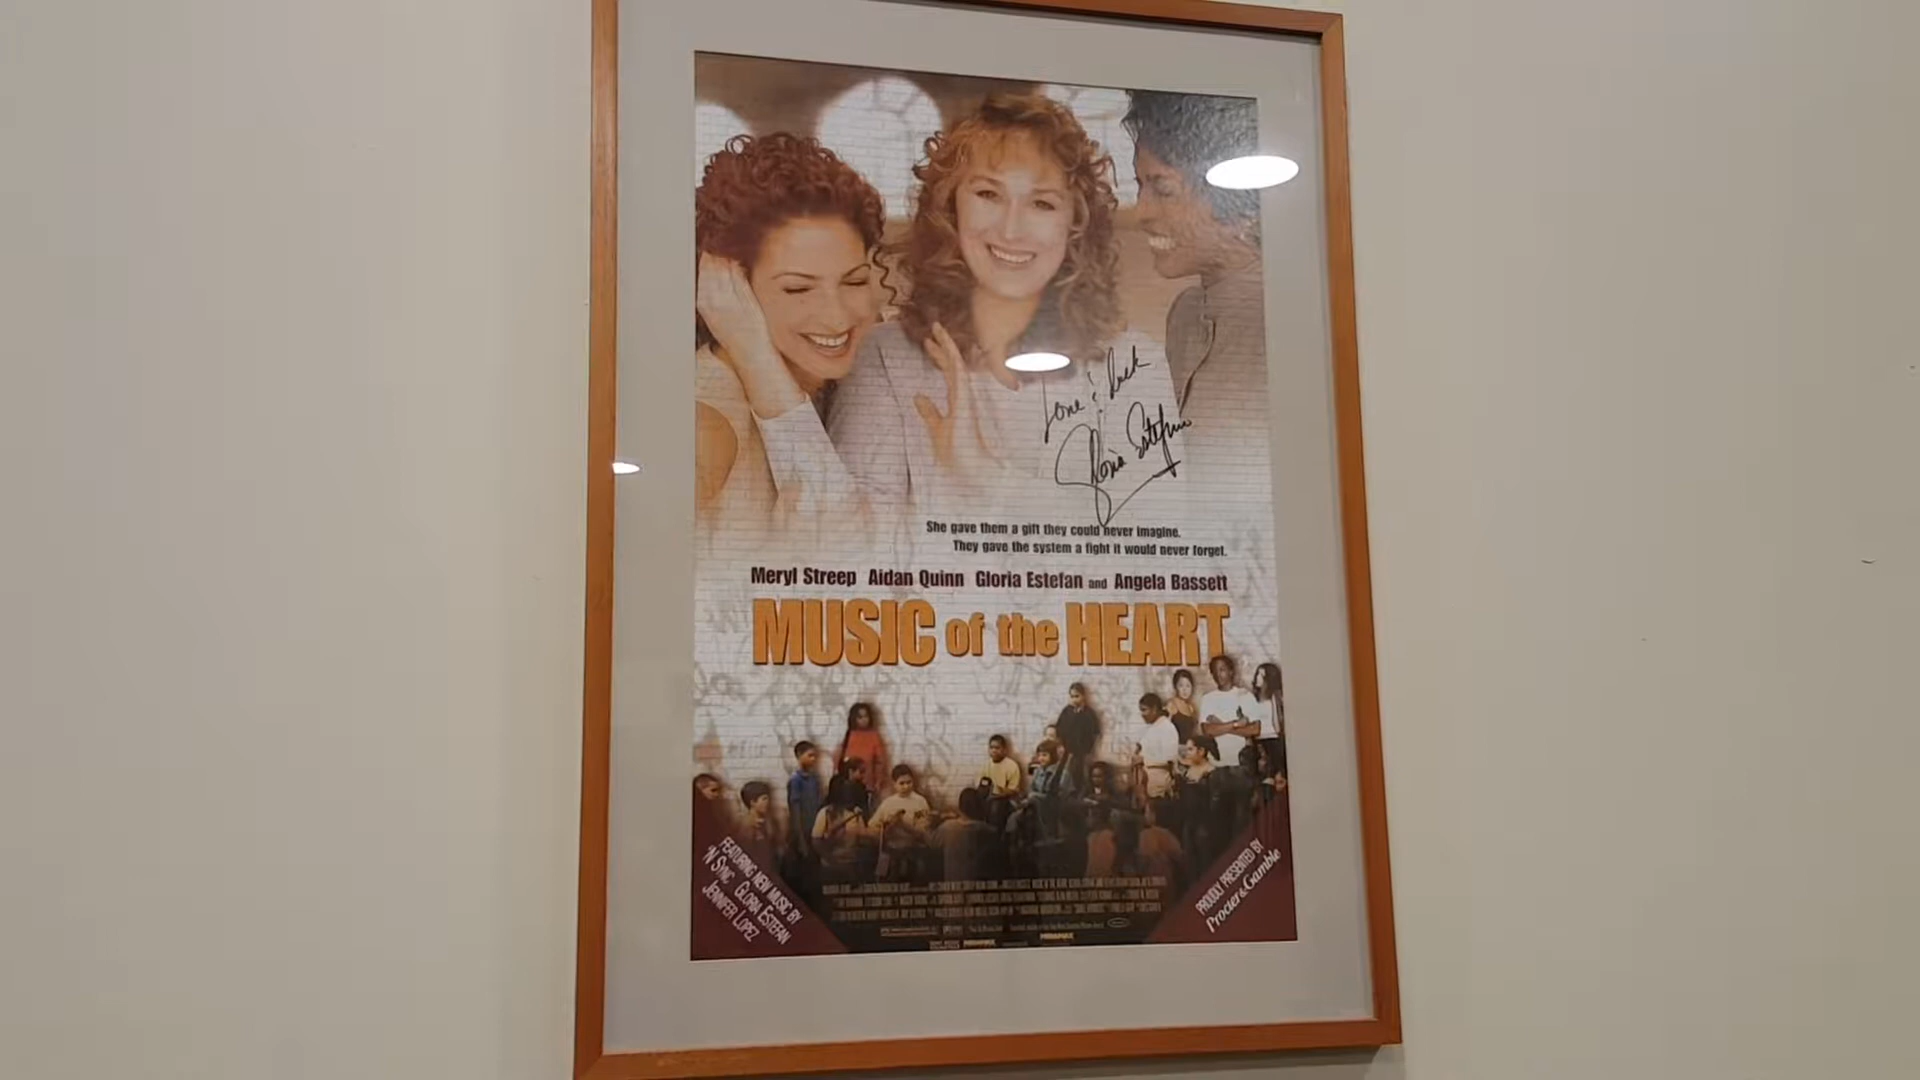 Love & luck
Gloria Estefan
She gave them a gift they could never imagine.
They gave the system a fight it would never forget.
Meryl Streep Aidan Quinn Gloria Estefan and Angela Bassett
MUSIC of the HEART
FEATURING NEW MUSIC BY
'N SYNC GLORIA ESTEFAN
JENNIFER LOPEZ
PROUDLY PRESENTED BY
Procter & Gamble
MIRAMAX MIRAMAX